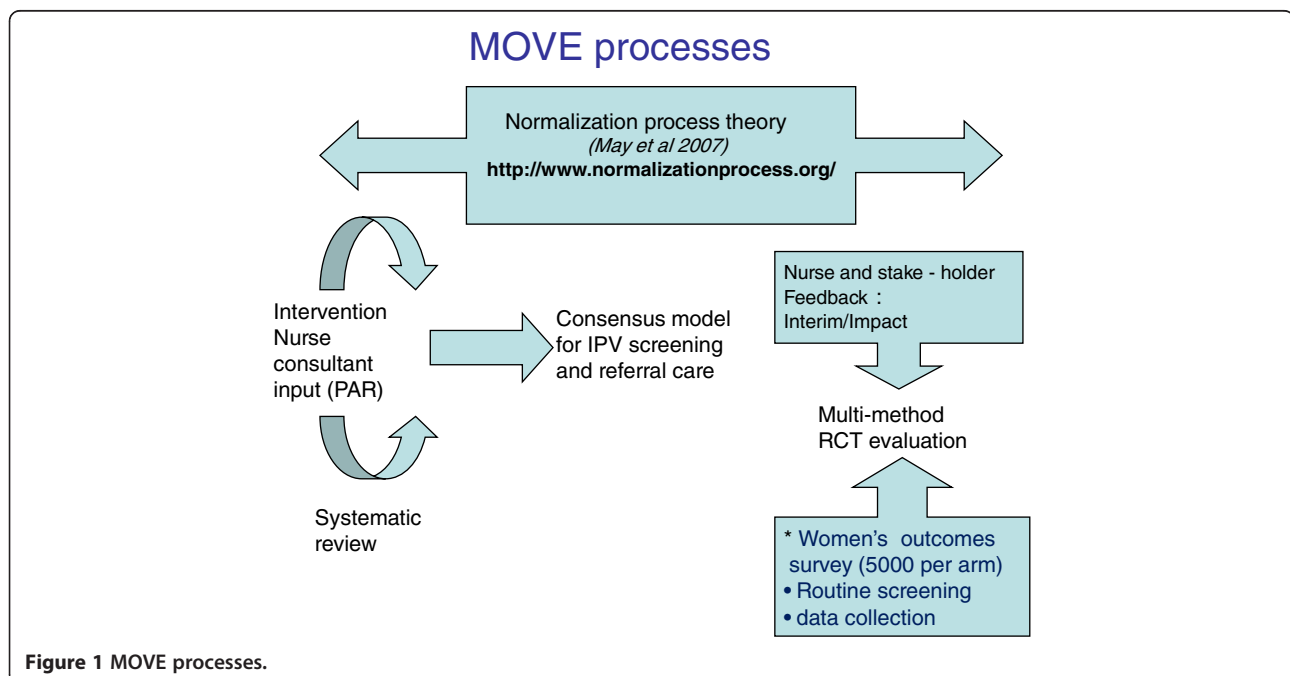 MOVE processes
Normalization process theory
(May et al 2007)
http://www.normalizationprocess.org/
Intervention
Nurse
consultant
input (PAR)
Systematic
review
Consensus model
for IPV screening
and referral care
Nurse and stake - holder
Feedback :
Interim/Impact
Multi-method
RCT evaluation
* Women's outcomes
survey (5000 per arm)
• Routine screening
• data collection
Figure 1 MOVE processes.